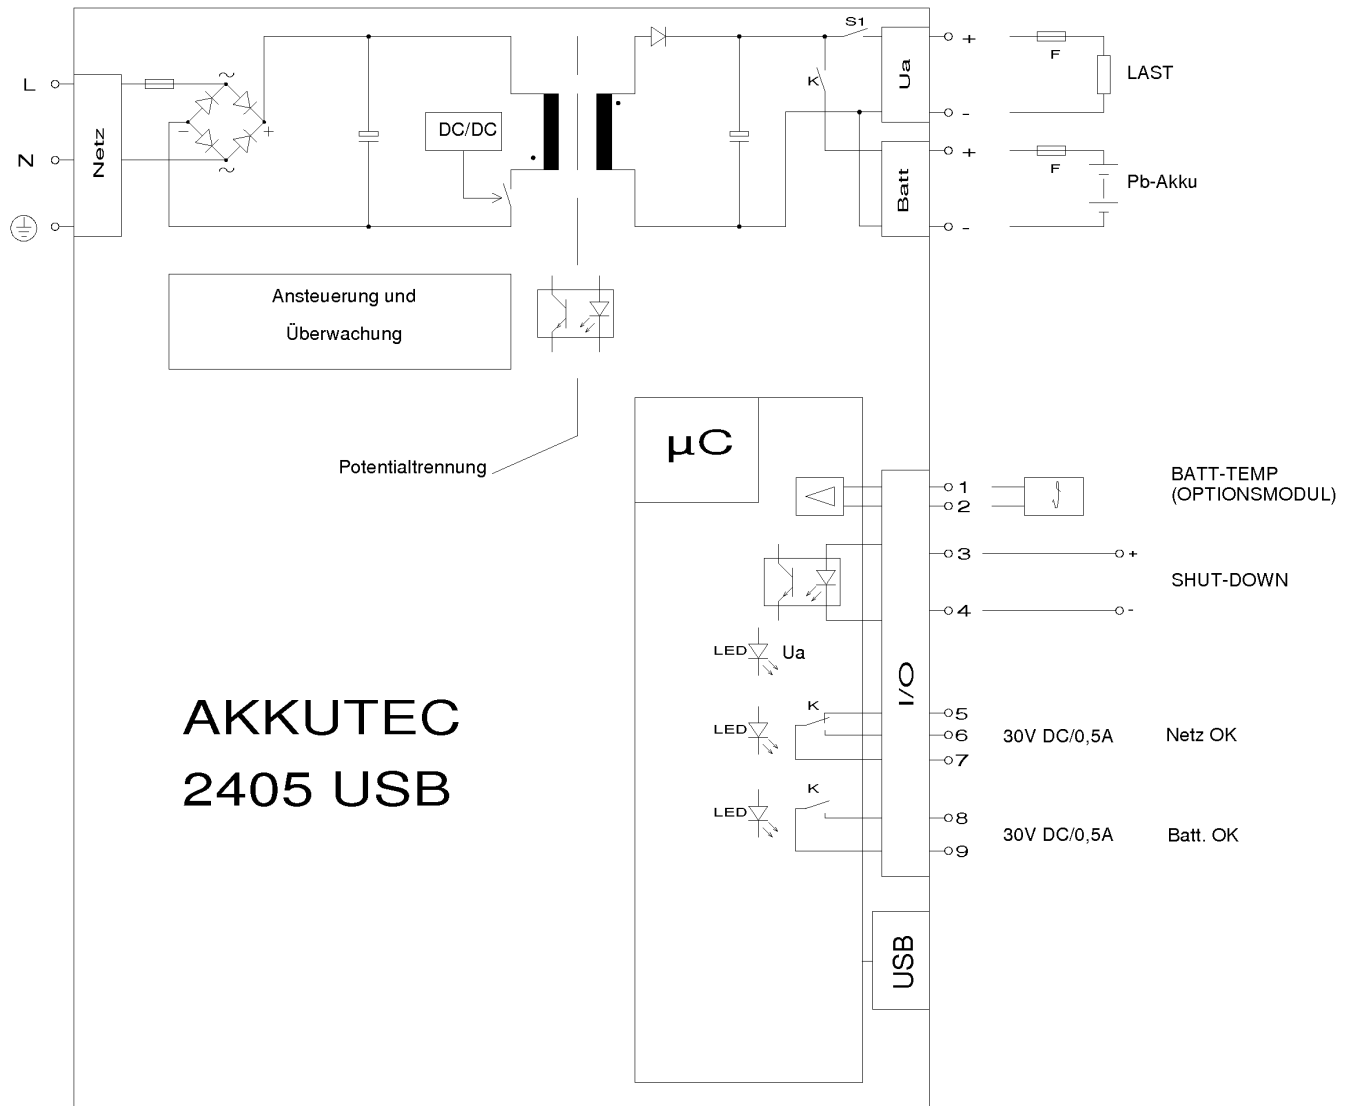 L
N
Netz
~
~
-
+
DC/DC
S1
K
Ua
Batt
+
-
+
-
F
LAST
F
Pb-Akku
Ansteuerung und
Überwachung
Potentialtrennung
µC
1
2
BATT-TEMP
(OPTIONSMODUL)
3
+
SHUT-DOWN
4
-
I/O
LED
Ua
AKKUTEC
2405 USB
LED
K
5
6
7
30V DC/0,5A
Netz OK
LED
K
8
9
30V DC/0,5A
Batt. OK
USB